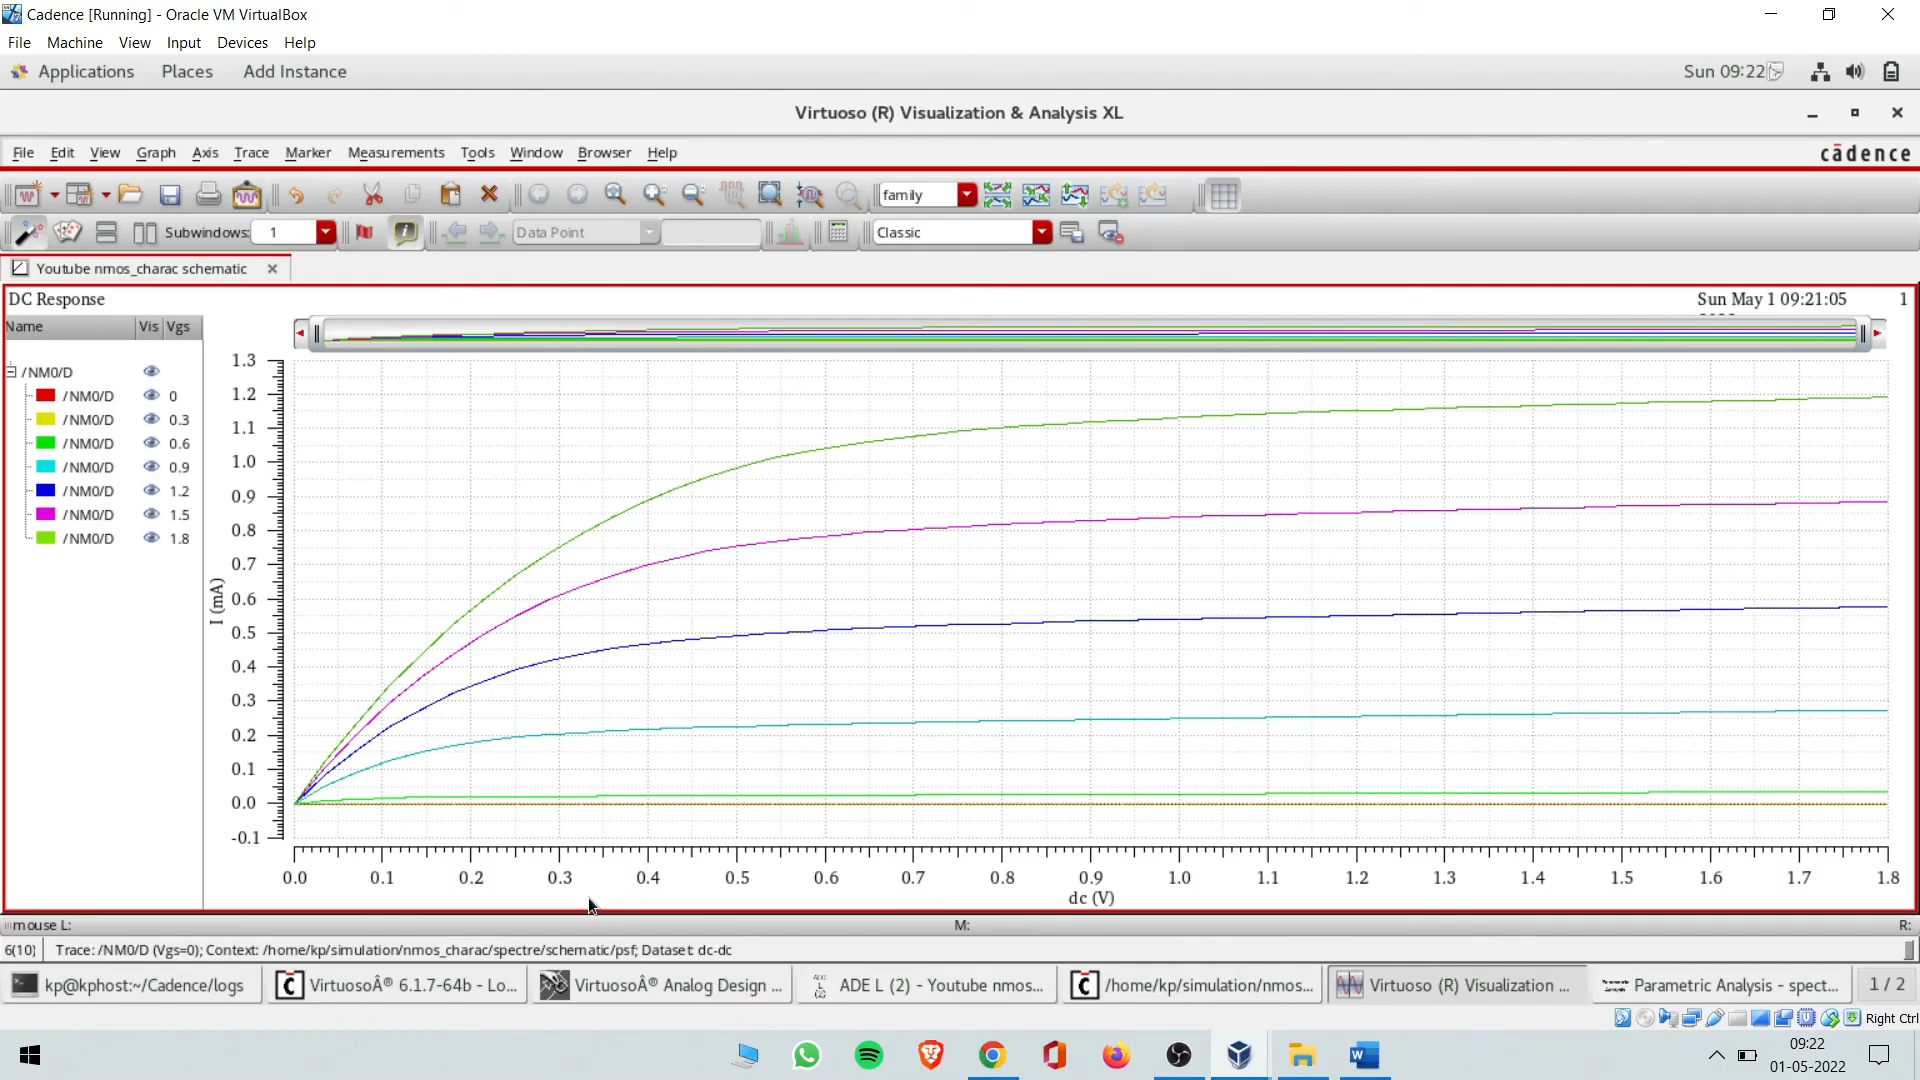 Cadence [Running] - Oracle VM VirtualBox
File Machine View Input Devices Help
Applications Places Add Instance Sun 09:22
Virtuoso (R) Visualization & Analysis XL
File Edit View Graph Axis Trace Marker Measurements Tools Window Browser Help cādence
family
Subwindows: 1 Data Point Classic
Youtube nmos_charac schematic
DC Response Sun May 1 09:21:05 1
Name Vis Vgs
/NM0/D
/NM0/D 0
/NM0/D 0.3
/NM0/D 0.6
/NM0/D 0.9
/NM0/D 1.2
/NM0/D 1.5
/NM0/D 1.8
1.3
1.2
1.1
1.0
0.9
0.8
0.7
0.6
0.5
0.4
0.3
0.2
0.1
0.0
-0.1
I (mA)
0.0 0.1 0.2 0.3 0.4 0.5 0.6 0.7 0.8 0.9 1.0 1.1 1.2 1.3 1.4 1.5 1.6 1.7 1.8
dc (V)
mouse L: M: R:
6(10) Trace: /NM0/D (Vgs=0); Context: /home/kp/simulation/nmos_charac/spectre/schematic/psf; Dataset: dc-dc
kp@kphost:~/Cadence/logs VirtuosoÂ® 6.1.7-64b - Lo... VirtuosoÂ® Analog Design ... ADE L (2) - Youtube nmos... /home/kp/simulation/nmos... Virtuoso (R) Visualization ... Parametric Analysis - spect... 1 / 2
Right Ctrl
09:22
01-05-2022